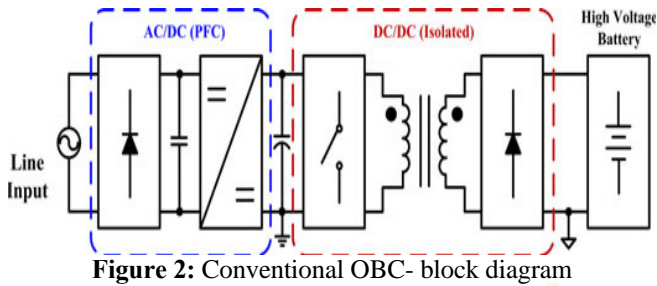 AC/DC (PFC)
DC/DC (Isolated)
High Voltage
Battery
Line
Input
Figure 2: Conventional OBC- block diagram